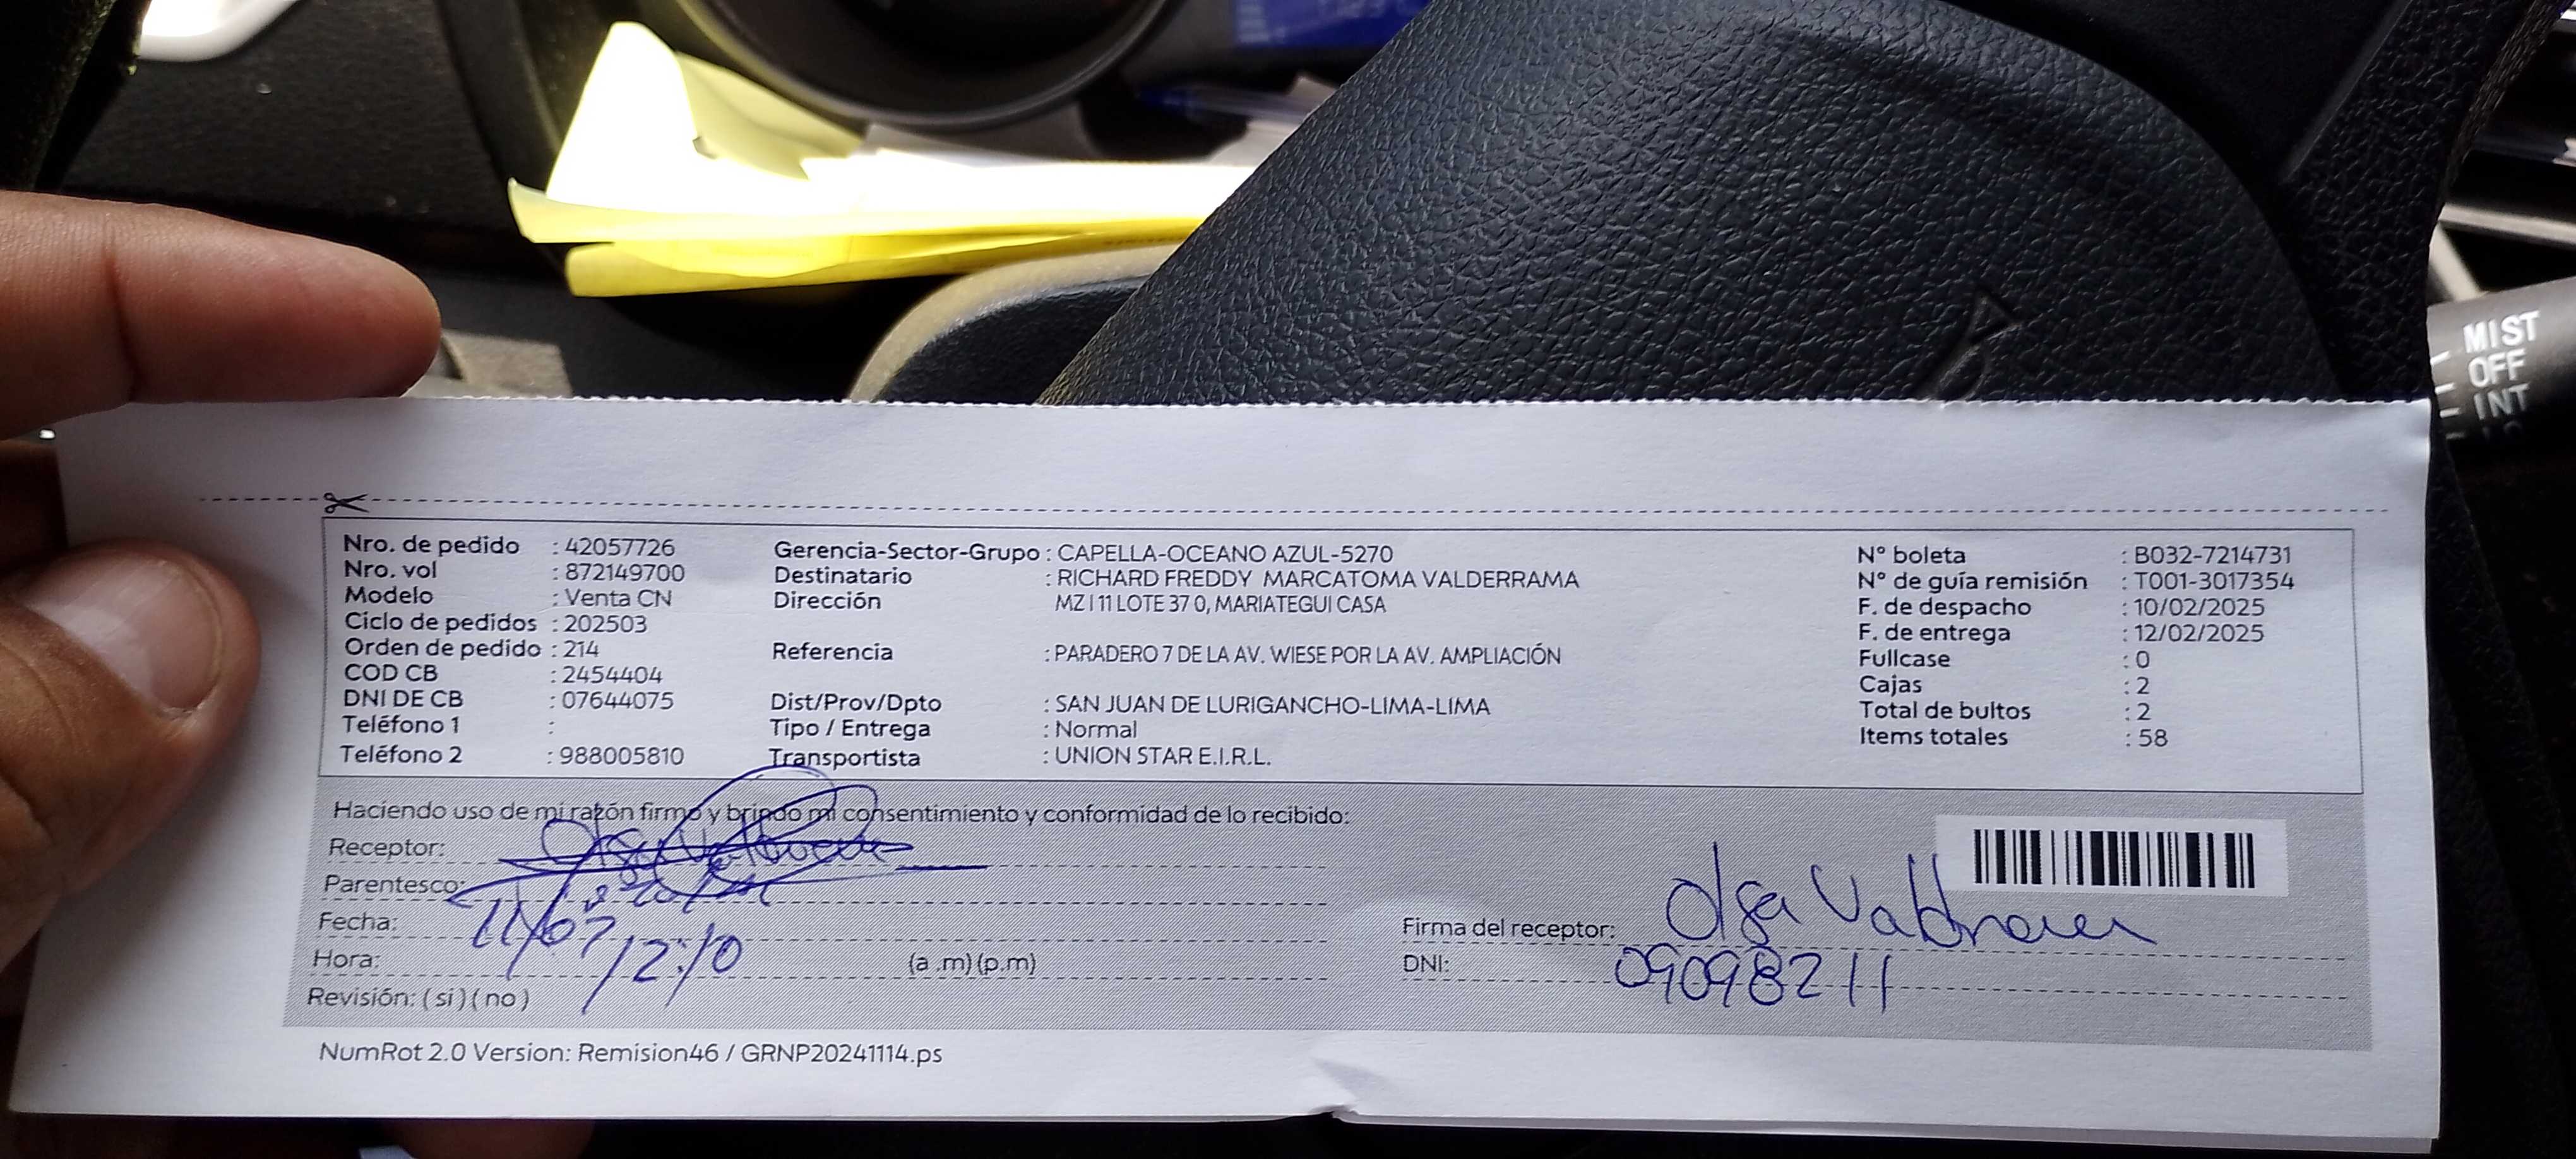 MIST
OFF
INT
Nro. de pedido : 42057726
Nro. vol : 872149700
Modelo : Venta CN
Ciclo de pedidos : 202503
Orden de pedido : 214
COD CB : 2454404
DNI DE CB : 07644075
Teléfono 1 :
Teléfono 2 : 988005810
Gerencia-Sector-Grupo : CAPELLA-OCEANO AZUL-5270
Destinatario : RICHARD FREDDY MARCATOMA VALDERRAMA
Dirección MZ I 11 LOTE 37 0, MARIATEGUI CASA
Referencia : PARADERO 7 DE LA AV. WIESE POR LA AV. AMPLIACIÓN
Dist/Prov/Dpto : SAN JUAN DE LURIGANCHO-LIMA-LIMA
Tipo / Entrega : Normal
Transportista : UNION STAR E.I.R.L.
N° boleta : B032-7214731
N° de guía remisión : T001-3017354
F. de despacho : 10/02/2025
F. de entrega : 12/02/2025
Fullcase : 0
Cajas : 2
Total de bultos : 2
Items totales : 58
Haciendo uso de mi razón firmo y brindo mi consentimiento y conformidad de lo recibido:
Receptor: Olga
Parentesco:
Fecha: 11/02
Hora: 12:10 (a .m) (p.m)
Revisión: ( si ) ( no )
Firma del receptor: Olga
DNI: 09098211
NumRot 2.0 Version: Remision46 / GRNP20241114.ps